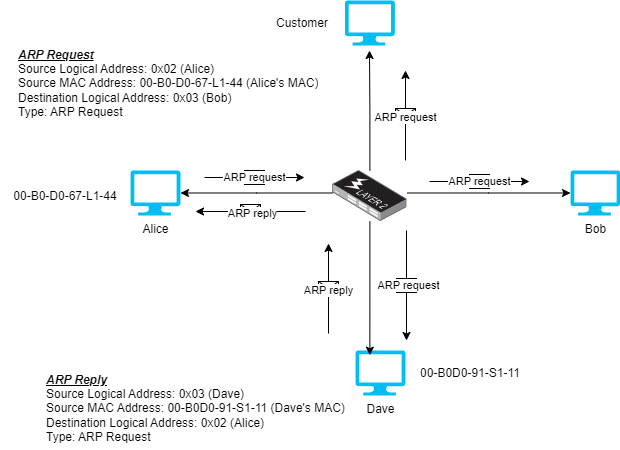 Customer
ARP Request
Source Logical Address: 0x02 (Alice)
Source MAC Address: 00-B0-D0-67-L1-44 (Alice's MAC)
Destination Logical Address: 0x03 (Bob)
Type: ARP Request
ARP request
ARP request
ARP request
00-B0-D0-67-L1-44
LAYER 2
ARP reply
Alice
Bob
ARP reply
ARP request
00-B0D0-91-S1-11
ARP Reply
Source Logical Address: 0x03 (Dave)
Source MAC Address: 00-B0D0-91-S1-11 (Dave's MAC)
Destination Logical Address: 0x02 (Alice)
Type: ARP Request
Dave